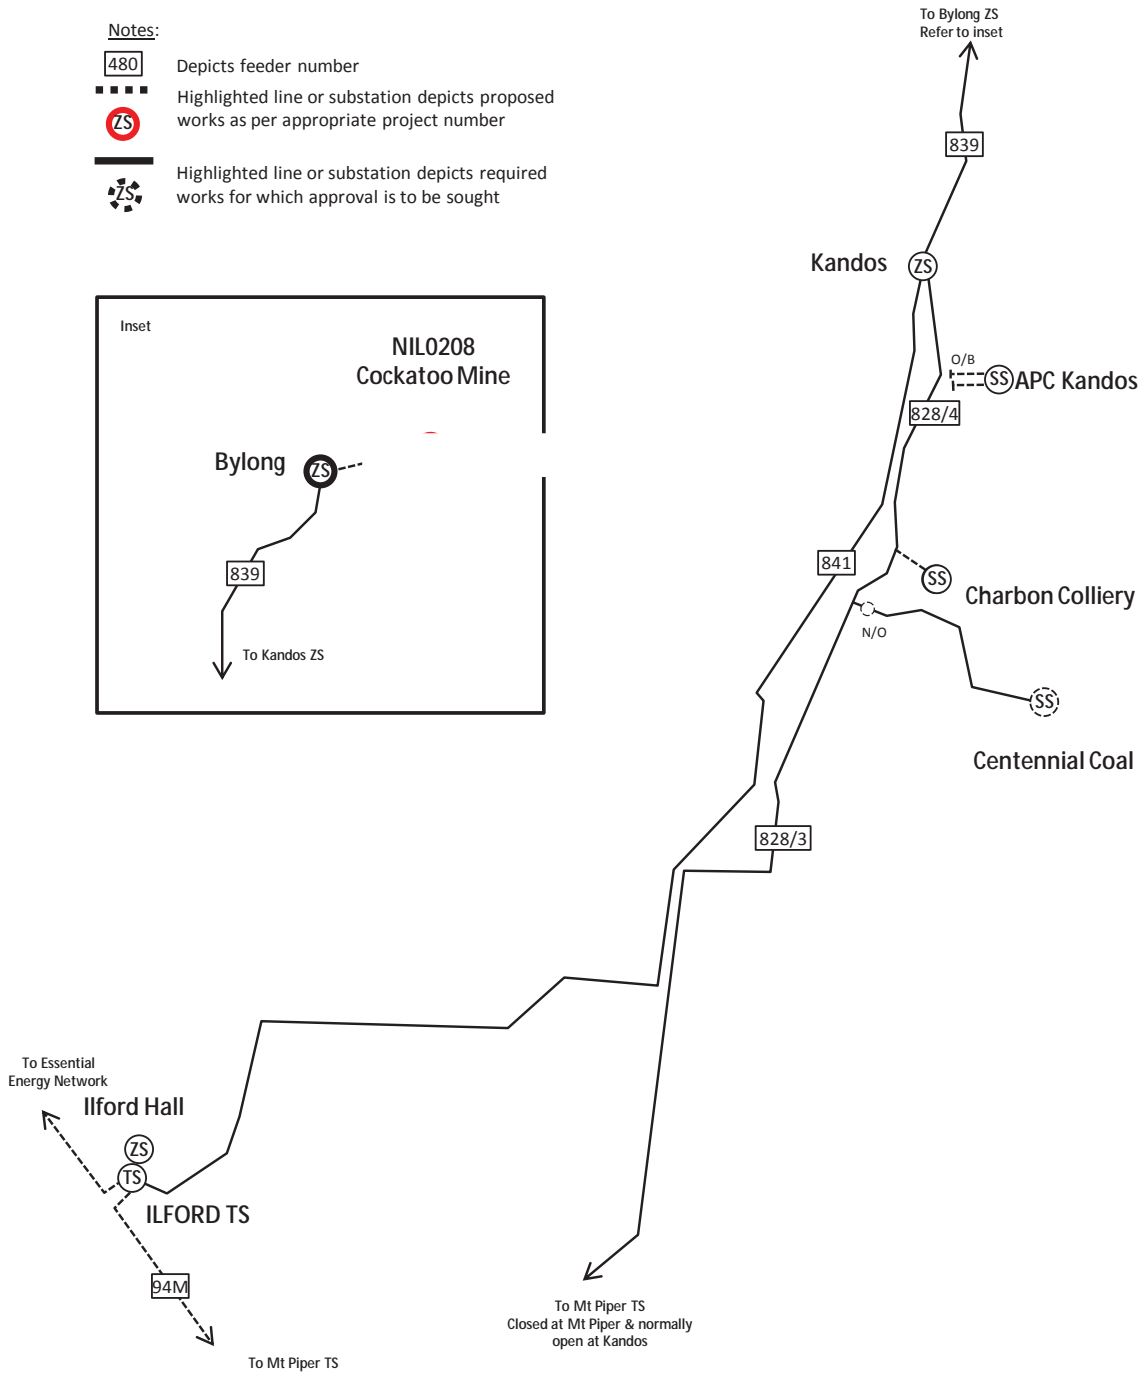 Notes:
480
Depicts feeder number
Highlighted line or substation depicts proposed
works as per appropriate project number
ZS
Highlighted line or substation depicts required
works for which approval is to be sought
ZS
To Bylong ZS
Refer to inset
839
Kandos
ZS
O/B
SS
APC Kandos
828/4
Inset
NIL0208
Cockatoo Mine
Bylong
ZS
839
To Kandos ZS
841
SS
Charbon Colliery
N/O
SS
Centennial Coal
828/3
To Essential
Energy Network
Ilford Hall
ZS
TS
ILFORD TS
94M
To Mt Piper TS
To Mt Piper TS
Closed at Mt Piper & normally
open at Kandos